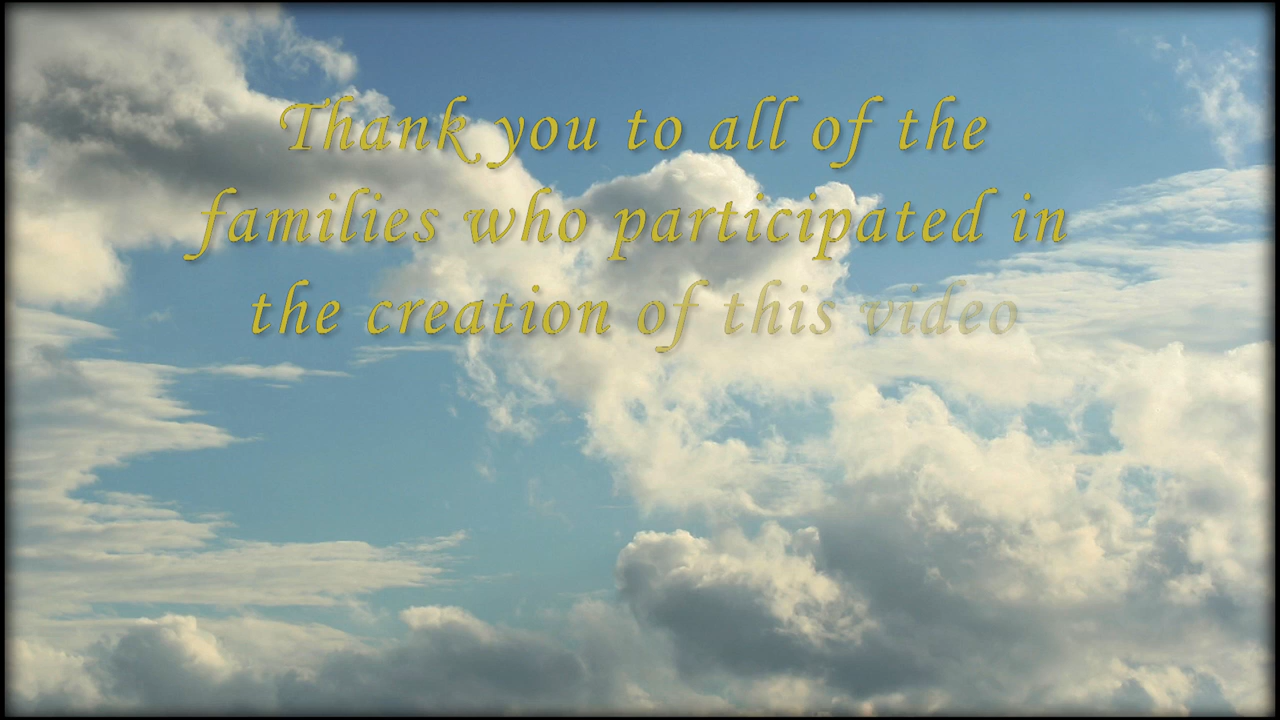 Thank you to all of the
families who participated in
the creation of this video